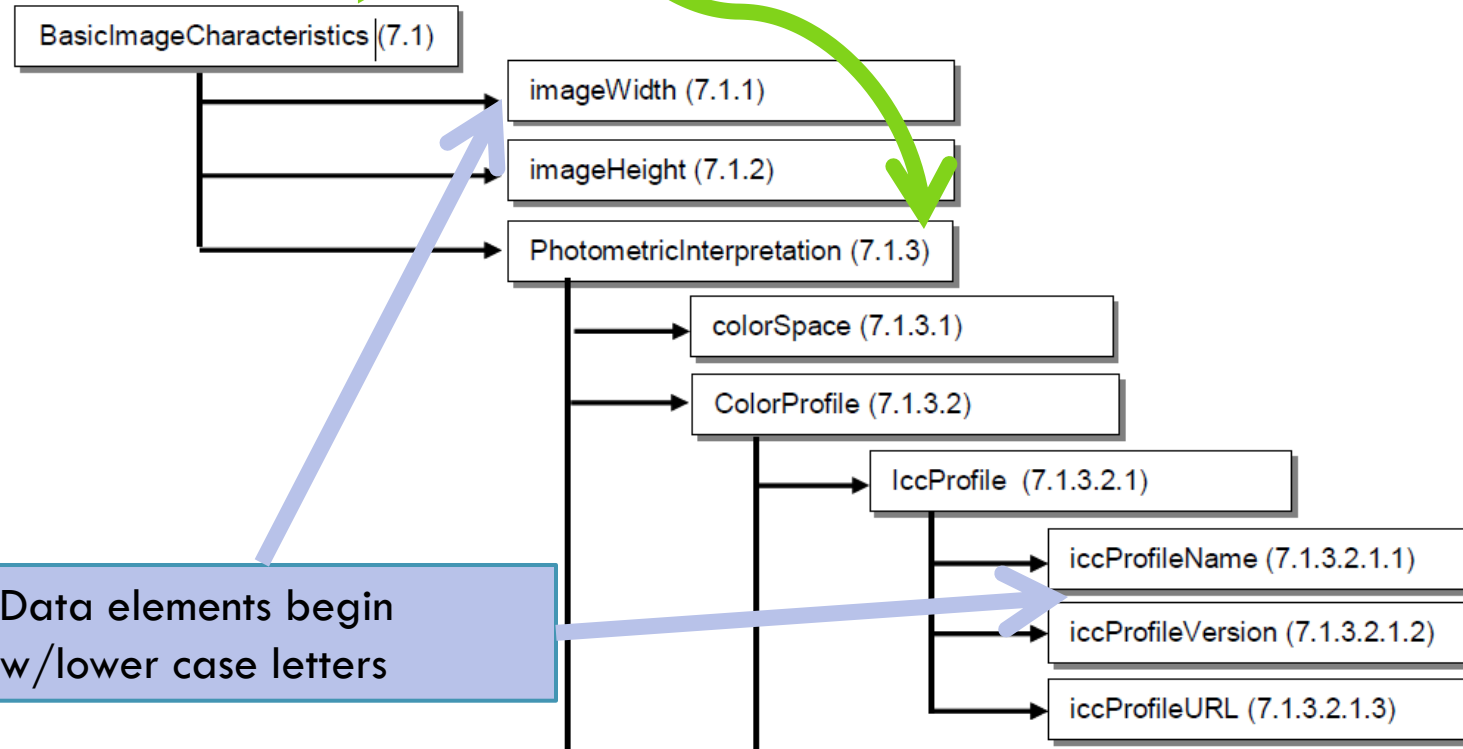 BasicImageCharacteristics (7.1)
imageWidth (7.1.1)
imageHeight (7.1.2)
PhotometricInterpretation (7.1.3)
colorSpace (7.1.3.1)
ColorProfile (7.1.3.2)
IccProfile (7.1.3.2.1)
iccProfileName (7.1.3.2.1.1)
Data elements begin
w/lower case letters
iccProfileVersion (7.1.3.2.1.2)
iccProfileURL (7.1.3.2.1.3)